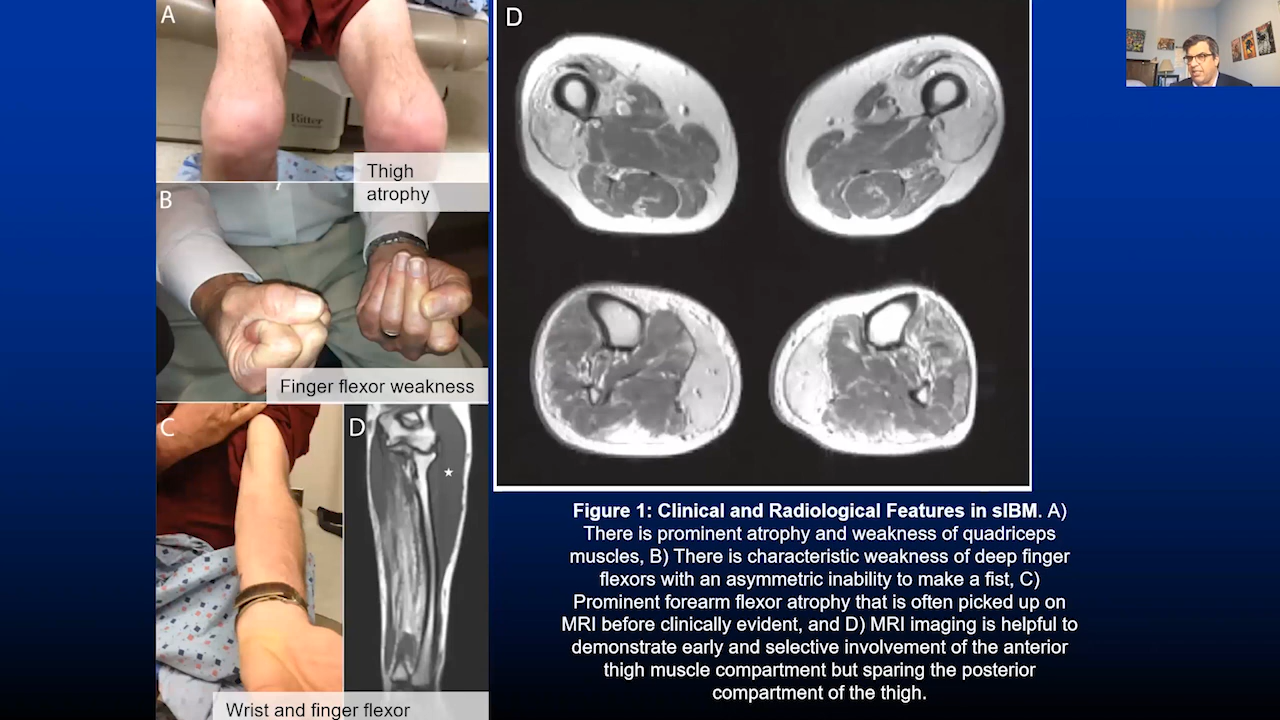 A
Ritter
Thigh
atrophy
B
Finger flexor weakness
C
D
Wrist and finger flexor
D
Figure 1: Clinical and Radiological Features in sIBM. A)
There is prominent atrophy and weakness of quadriceps
muscles, B) There is characteristic weakness of deep finger
flexors with an asymmetric inability to make a fist, C)
Prominent forearm flexor atrophy that is often picked up on
MRI before clinically evident, and D) MRI imaging is helpful to
demonstrate early and selective involvement of the anterior
thigh muscle compartment but sparing the posterior
compartment of the thigh.